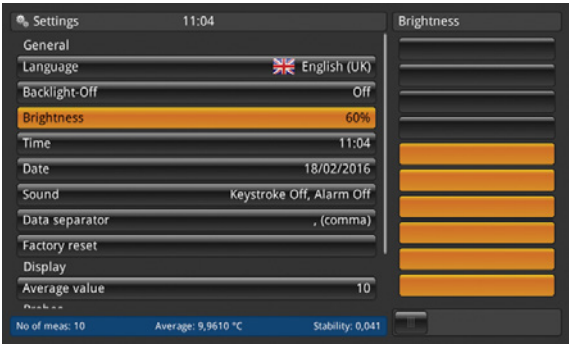 Settings 11:04 Brightness
General
Language English (UK)
Backlight-Off Off
Brightness 60%
Time 11:04
Date 18/02/2016
Sound Keystroke Off, Alarm Off
Data separator , (comma)
Factory reset
Display
Average value 10
No of meas: 10 Average: 9,9610 °C Stability: 0,041